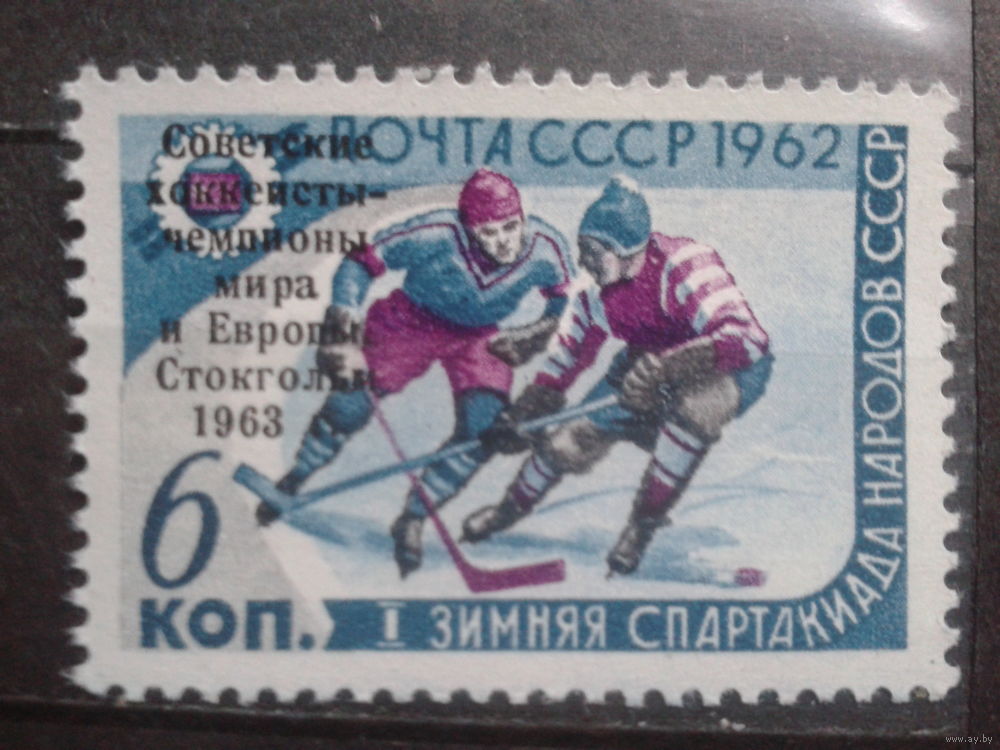 ПОЧТА СССР 1962
Советские
хоккеисты-
чемпионы
мира
и Европы.
Стокгольм
1963 г.
6
КОП.
I ЗИМНЯЯ СПАРТАКИАДА НАРОДОВ СССР
www.ay.by